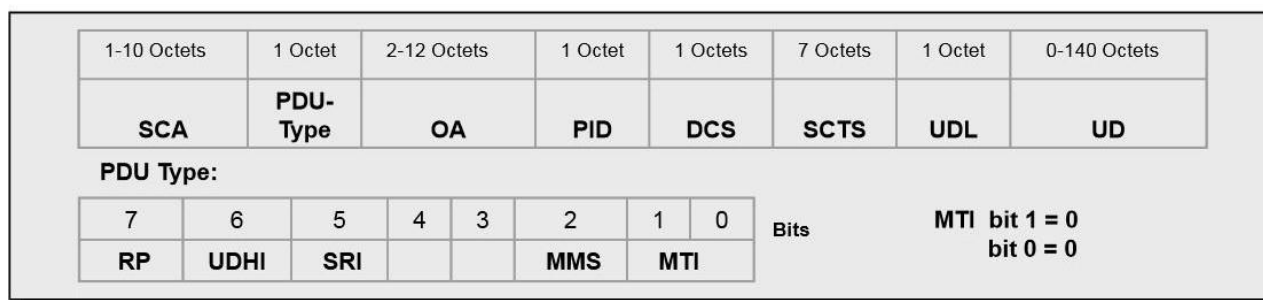 1-10 Octets 1 Octet 2-12 Octets 1 Octet 1 Octets 7 Octets 1 Octet 0-140 Octets
SCA PDU-Type OA PID DCS SCTS UDL UD
PDU Type:
7 6 5 4 3 2 1 0 Bits
RP UDHI SRI MMS MTI
MTI bit 1 = 0
bit 0 = 0